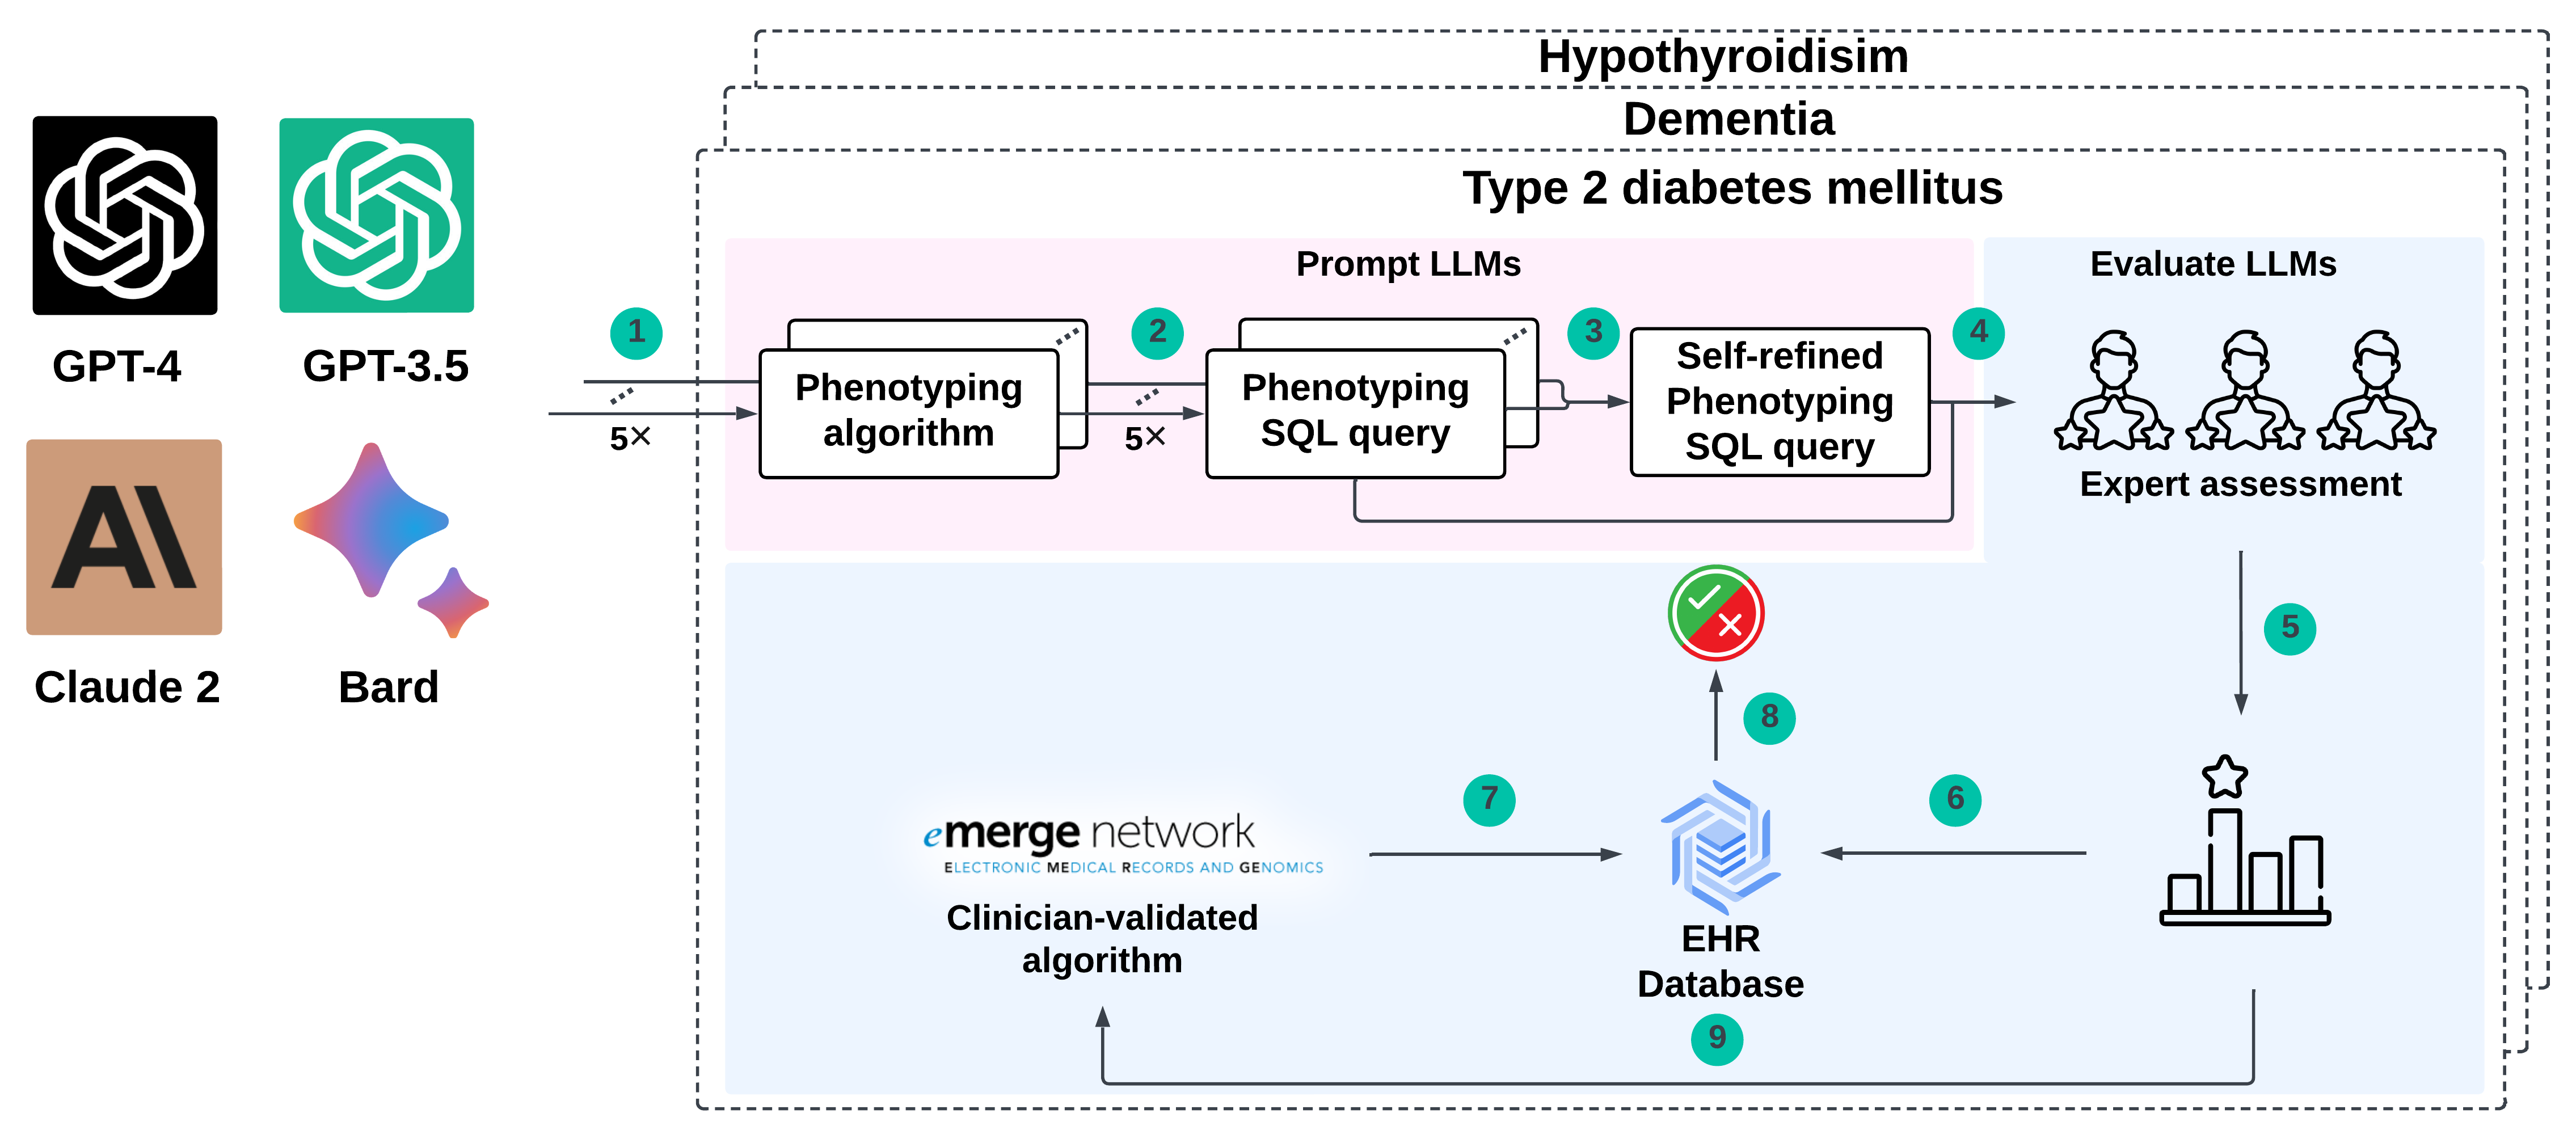 Hypothyroidisim
Dementia
Type 2 diabetes mellitus
GPT-4
GPT-3.5
Claude 2
Bard
Prompt LLMs
Evaluate LLMs
1
5×
Phenotyping
algorithm
2
5×
Phenotyping
SQL query
3
Self-refined
Phenotyping
SQL query
4
Expert assessment
5
8
7
6
emerge network
ELECTRONIC MEDICAL RECORDS AND GENOMICS
Clinician-validated
algorithm
EHR
Database
9